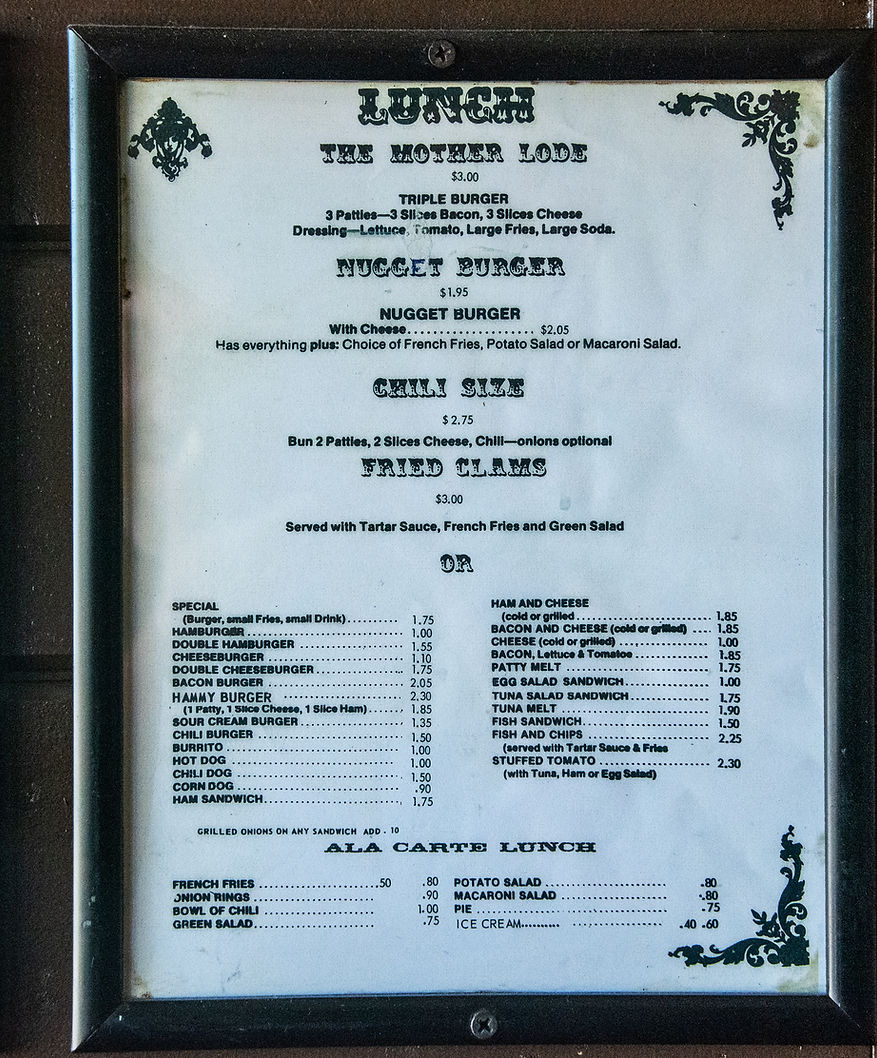 LUNCH
THE MOTHER LODE
$3.00
TRIPLE BURGER
3 Patties—3 Slices Bacon, 3 Slices Cheese
Dressing—Lettuce, Tomato, Large Fries, Large Soda.
NUGGET BURGER
$1.95
NUGGET BURGER
With Cheese.................... $2.05
Has everything plus: Choice of French Fries, Potato Salad or Macaroni Salad.
CHILI SIZE
$2.75
Bun 2 Patties, 2 Slices Cheese, Chili—onions optional
FRIED CLAMS
$3.00
Served with Tartar Sauce, French Fries and Green Salad
OR
SPECIAL
(Burger, small Fries, small Drink).......... 1.75
HAMBURGER.......... 1.00
DOUBLE HAMBURGER .......... 1.55
CHEESEBURGER.......... 1.10
DOUBLE CHEESEBURGER .......... 1.75
BACON BURGER .......... 2.05
HAMMY BURGER .......... 2.30
(1 Patty, 1 Slice Cheese, 1 Slice Ham)...... 1.85
SOUR CREAM BURGER .......... 1.35
CHILI BURGER .......... 1.50
BURRITO .......... 1.00
HOT DOG .......... 1.00
CHILI DOG .......... 1.50
CORN DOG .......... .90
HAM SANDWICH.......... 1.75
HAM AND CHEESE
(cold or grilled.......... 1.85
BACON AND CHEESE (cold or grilled) .... 1.85
CHEESE (cold or grilled) .......... 1.00
BACON, Lettuce & Tomatoe .......... 1.85
PATTY MELT .......... 1.75
EGG SALAD SANDWICH.......... 1.00
TUNA SALAD SANDWICH.......... 1.75
TUNA MELT .......... 1.90
FISH SANDWICH.......... 1.50
FISH AND CHIPS .......... 2.25
(served with Tartar Sauce & Fries
STUFFED TOMATO .......... 2.30
(with Tuna, Ham or Egg Salad)
GRILLED ONIONS ON ANY SANDWICH ADD . 10
ALA CARTE LUNCH
FRENCH FRIES .......... .50 .80
ONION RINGS .......... .90
BOWL OF CHILI .......... 1.00
GREEN SALAD.......... .75
POTATO SALAD .......... .80
MACARONI SALAD .......... .80
PIE .......... .75
ICE CREAM.......... .40 .60